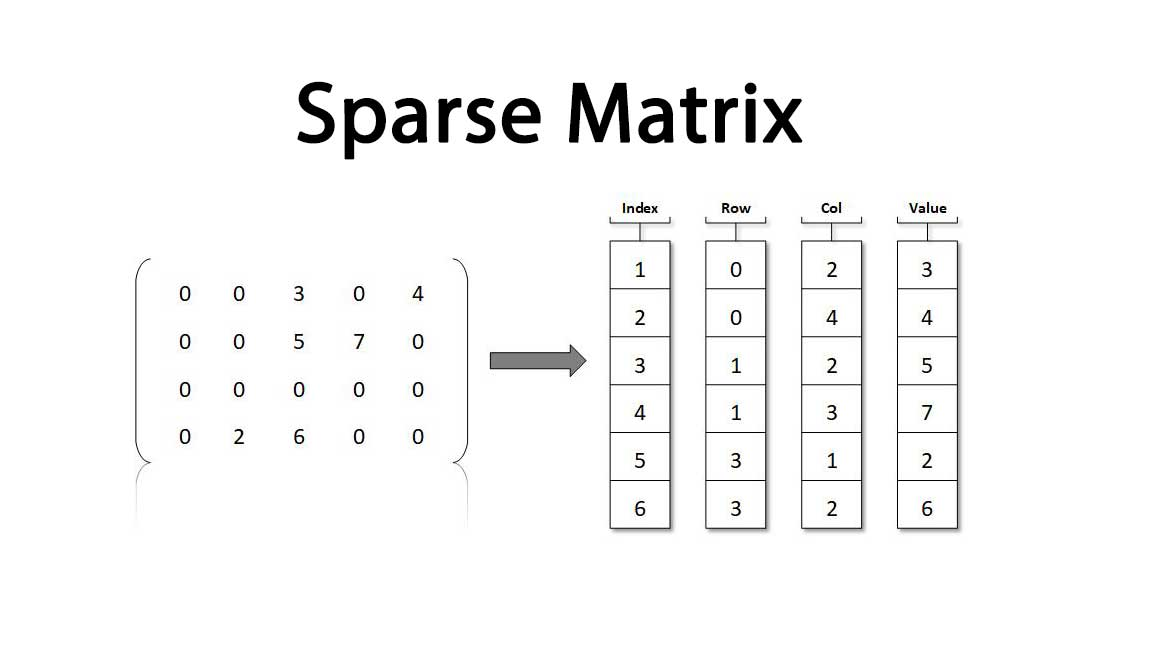 Sparse Matrix
Index Row Col Value
0 0 3 0 4
0 0 5 7 0
0 0 0 0 0
0 2 6 0 0
1 0 2 3
2 0 4 4
3 1 2 5
4 1 3 7
5 3 1 2
6 3 2 6